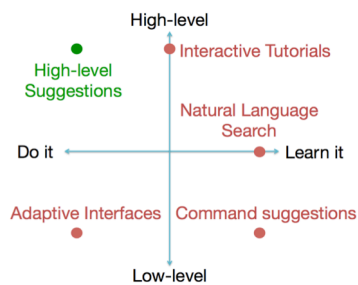 High-level
Interactive Tutorials
High-level
Suggestions
Natural Language
Search
Do it
Learn it
Adaptive Interfaces
Command suggestions
Low-level